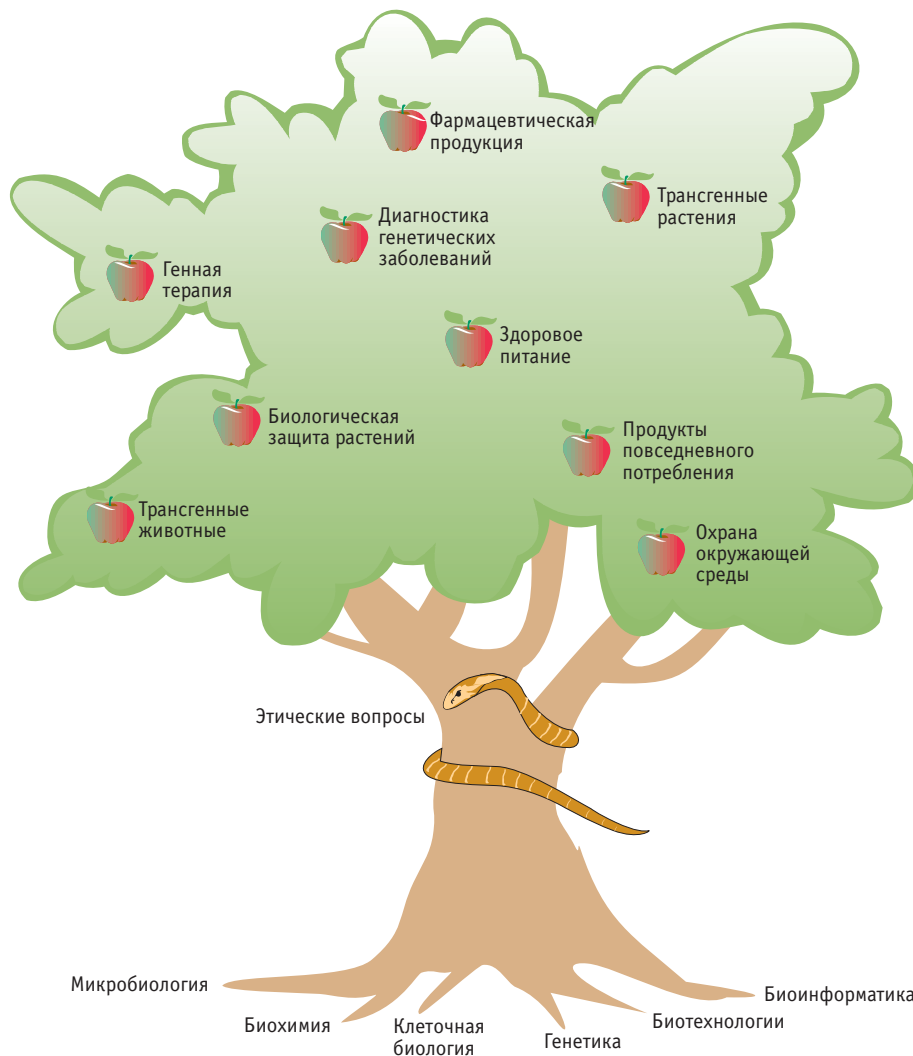 Фармацевтическая
продукция
Трансгенные
растения
Диагностика
генетических
заболеваний
Генная
терапия
Здоровое
питание
Биологическая
защита растений
Продукты
повседневного
потребления
Трансгенные
животные
Охрана
окружающей
среды
Этические вопросы
Микробиология
Биохимия
Клеточная
биология
Генетика
Биотехнологии
Биоинформатика